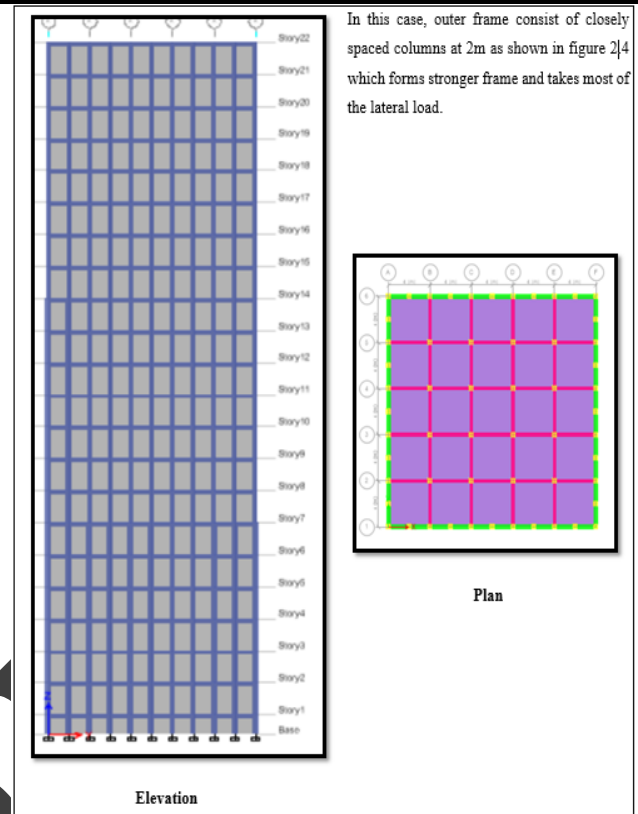 In this case, outer frame consist of closely
spaced columns at 2m as shown in figure 2.4
which forms stronger frame and takes most of
the lateral load.
Story22
Story21
Story20
Story19
Story18
Story17
Story16
Story15
Story14
Story13
Story12
Story11
Story10
Story9
Story8
Story7
Story6
Story5
Story4
Story3
Story2
Story1
Base
Z
X
Elevation
A B C D E F
6
5
4
3
2
1
Plan